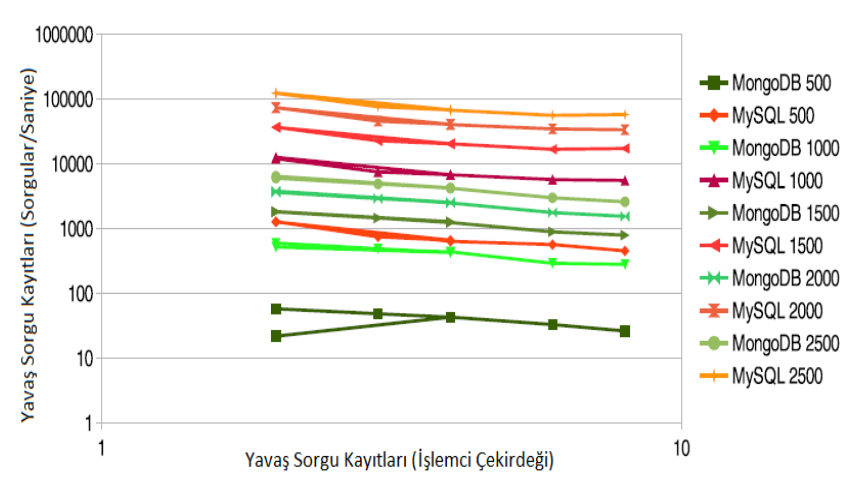 1000000
100000
10000
1000
100
10
1
1
10
Yavaş Sorgu Kayıtları (Sorgular/Saniye)
Yavaş Sorgu Kayıtları (İşlemci Çekirdeği)
MongoDB 500
MySQL 500
MongoDB 1000
MySQL 1000
MongoDB 1500
MySQL 1500
MongoDB 2000
MySQL 2000
MongoDB 2500
MySQL 2500